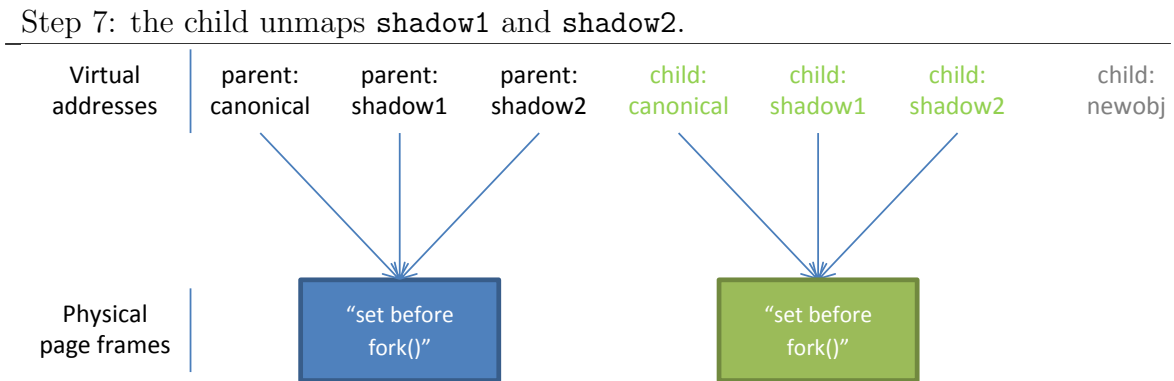 Step 7: the child unmaps shadow1 and shadow2.
Virtual addresses
parent: canonical
parent: shadow1
parent: shadow2
child: canonical
child: shadow1
child: shadow2
child: newobj
Physical page frames
“set before fork()”
“set before fork()”